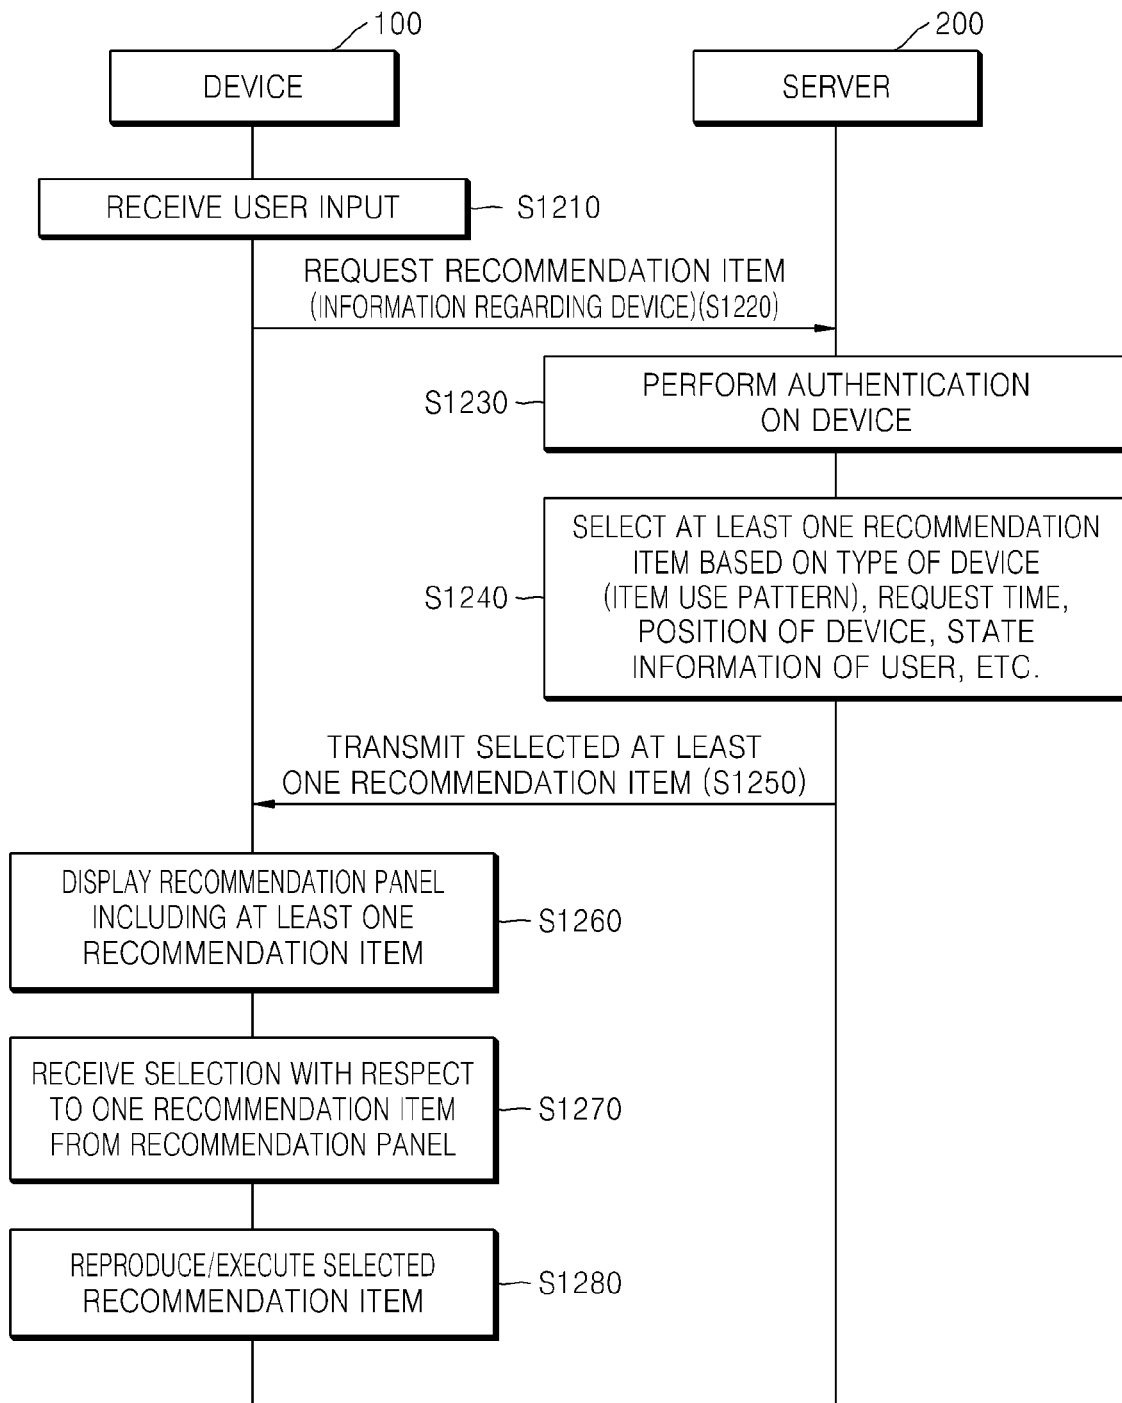 100
200
DEVICE
SERVER
RECEIVE USER INPUT
S1210
REQUEST RECOMMENDATION ITEM
(INFORMATION REGARDING DEVICE)(S1220)
S1230
PERFORM AUTHENTICATION
ON DEVICE
S1240
SELECT AT LEAST ONE RECOMMENDATION
ITEM BASED ON TYPE OF DEVICE
(ITEM USE PATTERN), REQUEST TIME,
POSITION OF DEVICE, STATE
INFORMATION OF USER, ETC.
TRANSMIT SELECTED AT LEAST
ONE RECOMMENDATION ITEM (S1250)
DISPLAY RECOMMENDATION PANEL
INCLUDING AT LEAST ONE
RECOMMENDATION ITEM
S1260
RECEIVE SELECTION WITH RESPECT
TO ONE RECOMMENDATION ITEM
FROM RECOMMENDATION PANEL
S1270
REPRODUCE/EXECUTE SELECTED
RECOMMENDATION ITEM
S1280